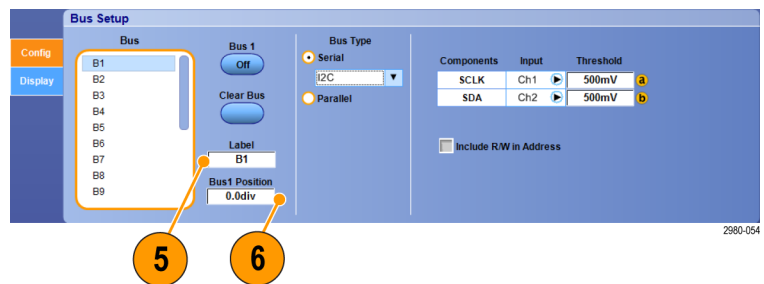 Bus Setup
Config
Display
Bus
B1
B2
B3
B4
B5
B6
B7
B8
B9
Bus 1
Off
Clear Bus
Label
B1
Bus1 Position
0.0div
Bus Type
Serial
I2C
Parallel
Components Input Threshold
SCLK Ch1 500mV a
SDA Ch2 500mV b
Include R/W in Address
5
6
2980-054